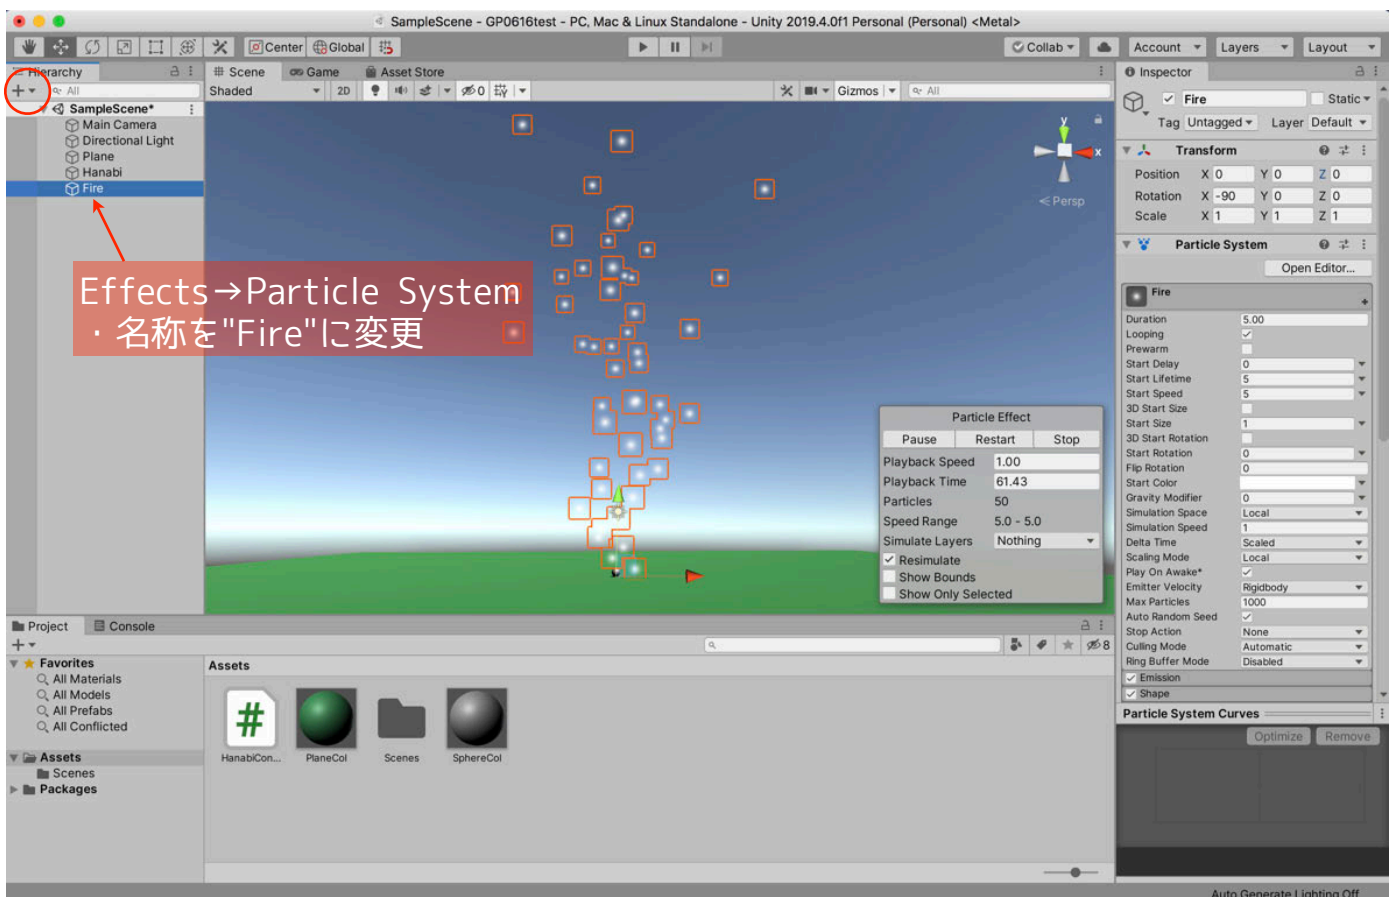 SampleScene - GP0616test - PC, Mac & Linux Standalone - Unity 2019.4.0f1 Personal (Personal) <Metal>
Center Global
Collab
Account
Layers
Layout
Hierarchy
All
SampleScene*
Main Camera
Directional Light
Plane
Hanabi
Fire
Scene
Game
Asset Store
Shaded
2D
0
Gizmos
All
y
x
Persp
Effects→Particle System
・名称を"Fire"に変更
Particle Effect
Pause Restart Stop
Playback Speed 1.00
Playback Time 61.43
Particles 50
Speed Range 5.0 - 5.0
Simulate Layers Nothing
Resimulate
Show Bounds
Show Only Selected
Inspector
Fire Static
Tag Untagged Layer Default
Transform
Position X 0 Y 0 Z 0
Rotation X -90 Y 0 Z 0
Scale X 1 Y 1 Z 1
Particle System
Open Editor...
Fire
Duration 5.00
Looping
Prewarm
Start Delay 0
Start Lifetime 5
Start Speed 5
3D Start Size
Start Size 1
3D Start Rotation
Start Rotation 0
Flip Rotation 0
Start Color
Gravity Modifier 0
Simulation Space Local
Simulation Speed 1
Delta Time Scaled
Scaling Mode Local
Play On Awake*
Emitter Velocity Rigidbody
Max Particles 1000
Auto Random Seed
Stop Action None
Culling Mode Automatic
Ring Buffer Mode Disabled
Emission
Shape
Particle System Curves
Optimize Remove
Project
Console
8
Favorites
All Materials
All Models
All Prefabs
All Conflicted
Assets
Scenes
Packages
Assets
#
HanabiCon... PlaneCol Scenes SphereCol
Auto Generate Lighting Off